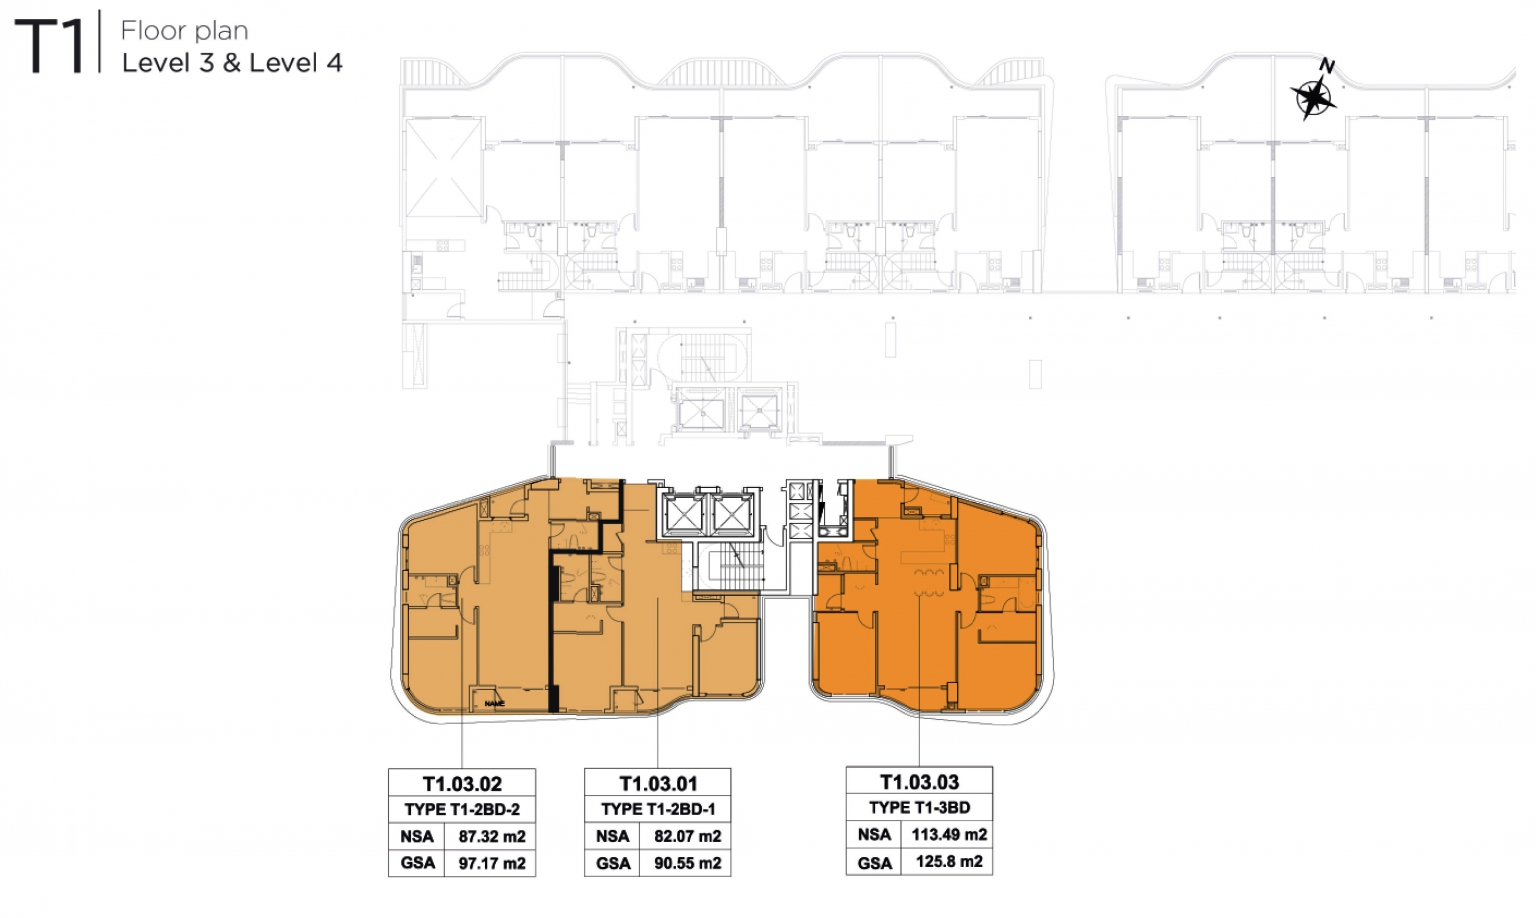 T1
Floor plan
Level 3 & Level 4
N
NAME
T1.03.02
TYPE T1-2BD-2
NSA 87.32 m2
GSA 97.17 m2
T1.03.01
TYPE T1-2BD-1
NSA 82.07 m2
GSA 90.55 m2
T1.03.03
TYPE T1-3BD
NSA 113.49 m2
GSA 125.8 m2